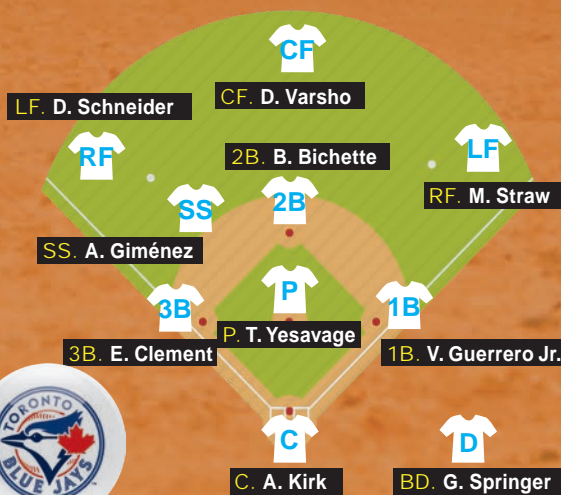 CF
CF. D. Varsho
LF. D. Schneider
RF
2B. B. Bichette
LF
RF. M. Straw
SS
2B
SS. A. Giménez
P
3B
1B
P. T. Yesavage
3B. E. Clement
1B. V. Guerrero Jr.
TORONTO
BLUE JAYS
C
D
C. A. Kirk
BD. G. Springer